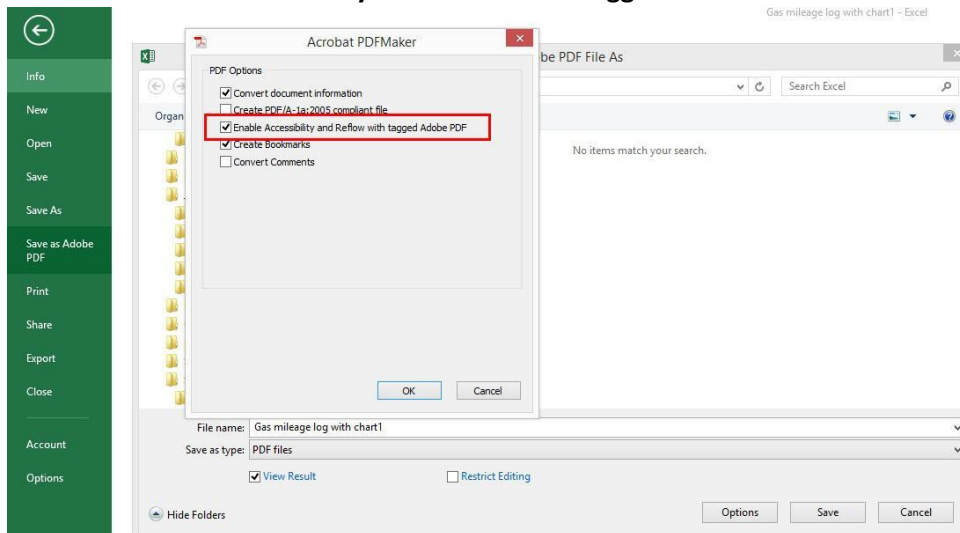 Gas mileage log with chart1 - Excel
Acrobat PDFMaker
be PDF File As
Info
New
Open
Save
Save As
Save as Adobe
PDF
Print
Share
Export
Close
Account
Options
PDF Options
Convert document information
Create PDF/A-1a:2005 compliant file
Enable Accessibility and Reflow with tagged Adobe PDF
Create Bookmarks
Convert Comments
OK Cancel
Search Excel
Organ
No items match your search.
File name: Gas mileage log with chart1
Save as type: PDF files
View Result Restrict Editing
Hide Folders Options Save Cancel